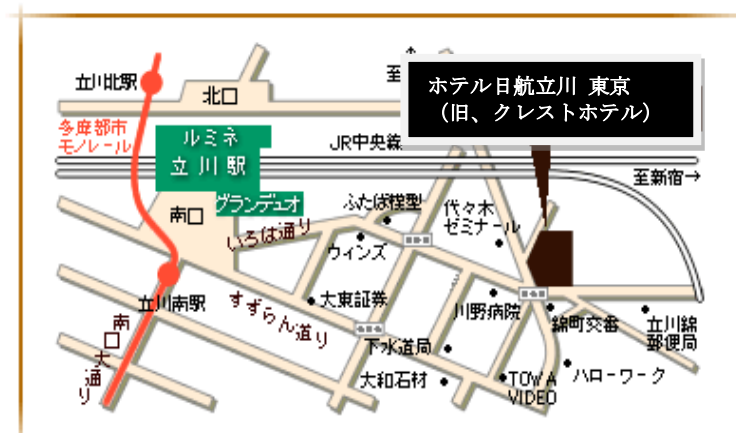 立川北駅
北口
至
ホテル日航立川 東京
(旧、クレストホテル)
多摩都市
モノレール
ルミネ
立川駅
JR中央線
至新宿→
グランデュオ
南口
いろは通り
ふたば模型
代々木
ゼミナール
ウィンズ
立川南駅
すずらん通り
大東証券
川野病院
錦町交番
立川錦
郵便局
南口大通り
下水道局
大和石材
TOWA
VIDEO
ハローワーク